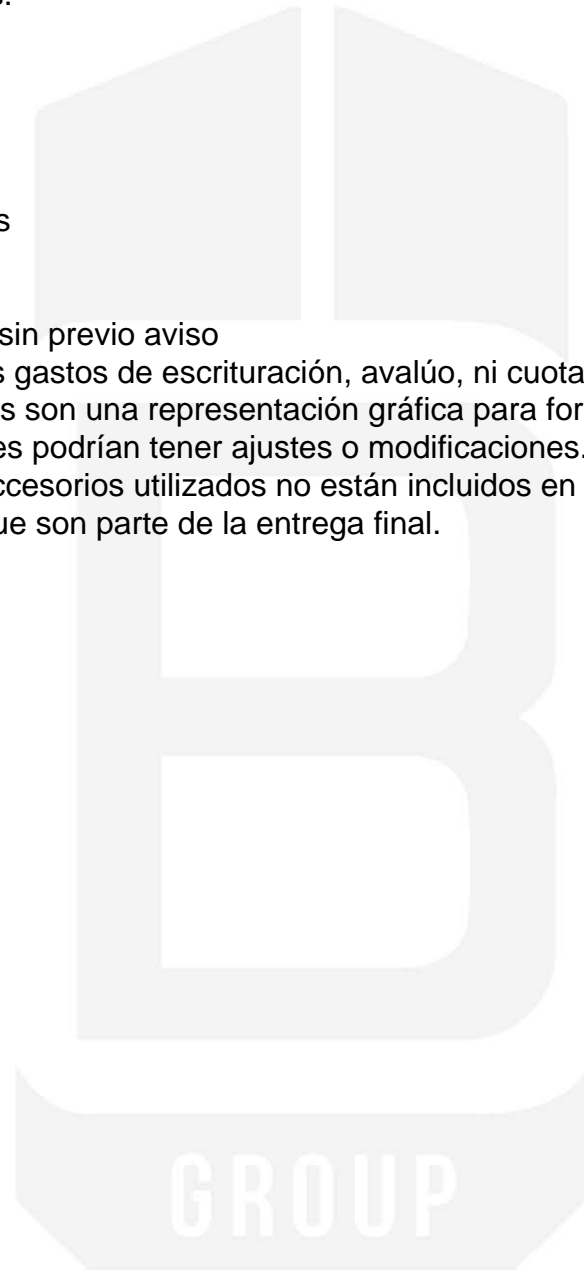 s
sin previo aviso
s gastos de escrituración, avalúo, ni cuota
s son una representación gráfica para for
es podrían tener ajustes o modificaciones.
ccesorios utilizados no están incluidos en
ue son parte de la entrega final.
B
GROUP